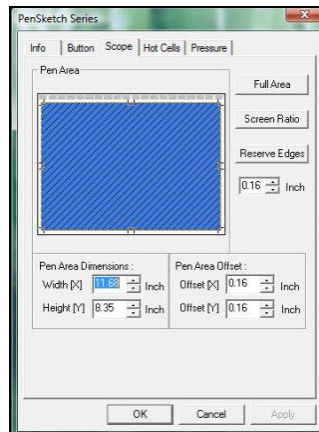 PenSketch Series
Info Button Scope Hot Cells Pressure
Pen Area
Full Area
Screen Ratio
Reserve Edges
0.16 Inch
Pen Area Dimensions :
Width [X] 11.68 Inch
Height [Y] 8.35 Inch
Pen Area Offset :
Offset [X] 0.16 Inch
Offset [Y] 0.16 Inch
OK Cancel Apply